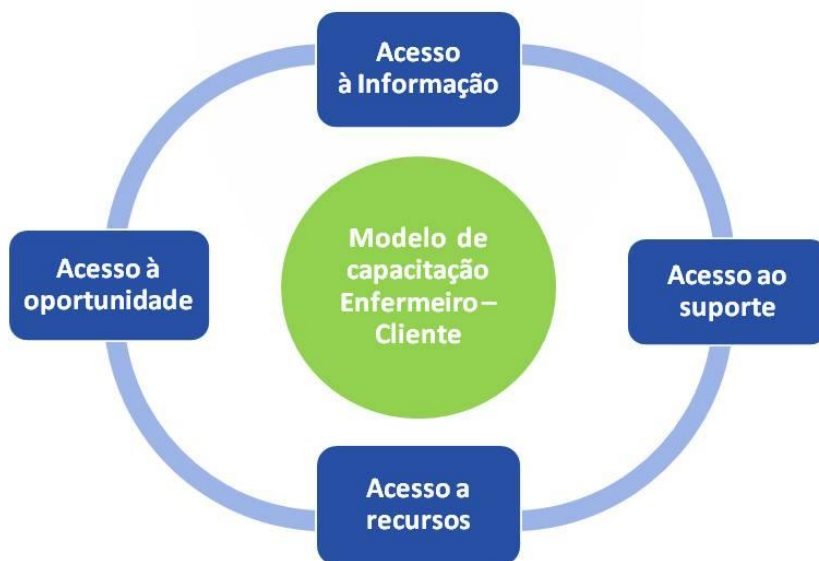 Acesso
à Informação
Modelo de
capacitação
Enfermeiro –
Cliente
Acesso à
oportunidade
Acesso ao
suporte
Acesso a
recursos